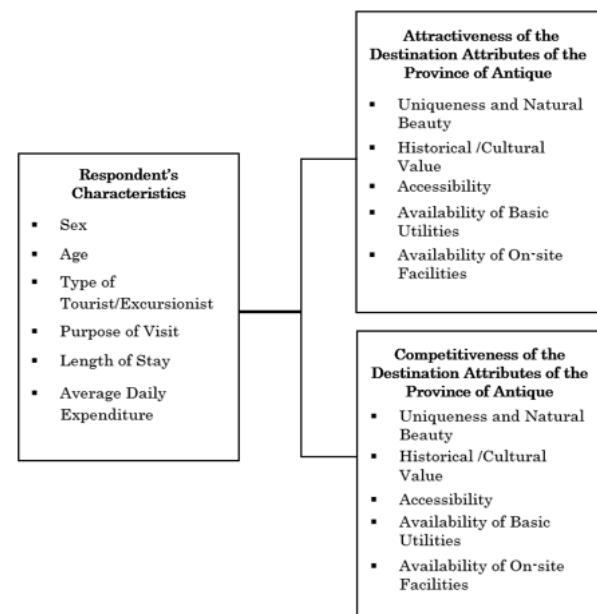 Respondent's
Characteristics
▪ Sex
▪ Age
▪ Type of
Tourist/Excursionist
▪ Purpose of Visit
▪ Length of Stay
▪ Average Daily
Expenditure
Attractiveness of the
Destination Attributes of the
Province of Antique
▪ Uniqueness and Natural
Beauty
▪ Historical /Cultural
Value
▪ Accessibility
▪ Availability of Basic
Utilities
▪ Availability of On-site
Facilities
Competitiveness of the
Destination Attributes of the
Province of Antique
▪ Uniqueness and Natural
Beauty
▪ Historical /Cultural
Value
▪ Accessibility
▪ Availability of Basic
Utilities
▪ Availability of On-site
Facilities